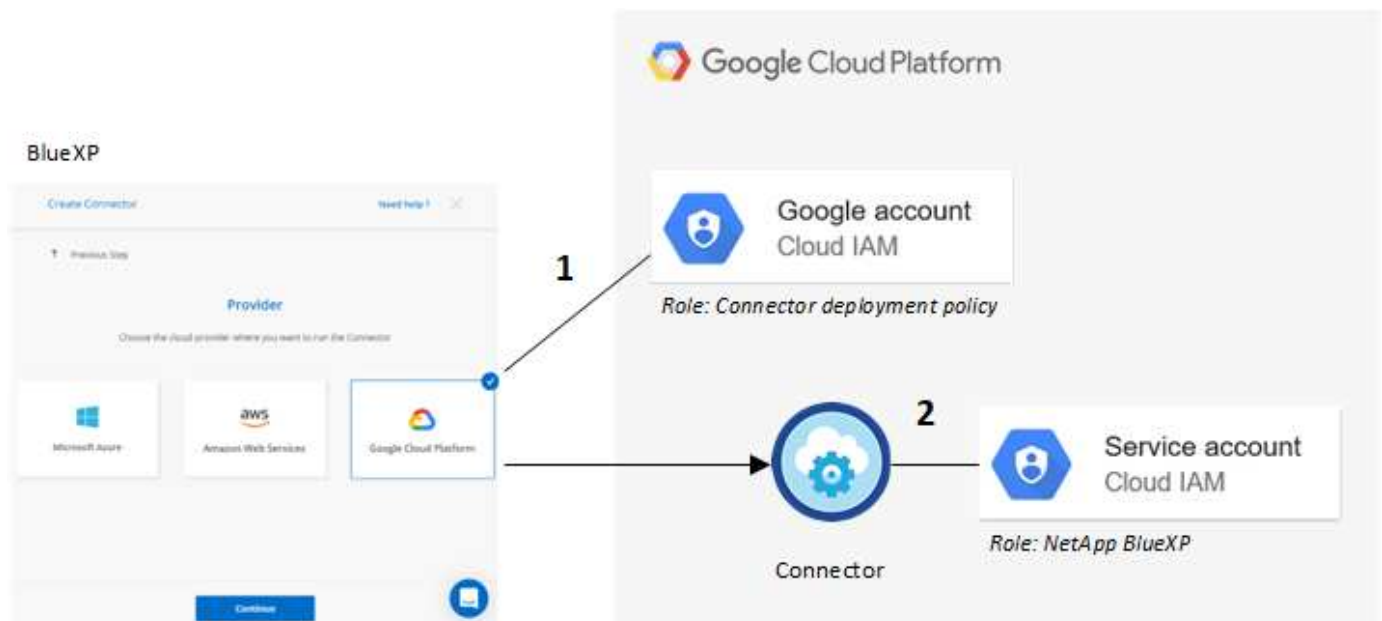 Google Cloud Platform
BlueXP
Create Connector
Need help?
Previous Step
1
Google account
Cloud IAM
Role: Connector deployment policy
Provider
Choose the cloud provider where you want to run the Connector
aws
Microsoft Azure
Amazon Web Services
Google Cloud Platform
2
Service account
Cloud IAM
Role: NetApp BlueXP
Connector
Continue